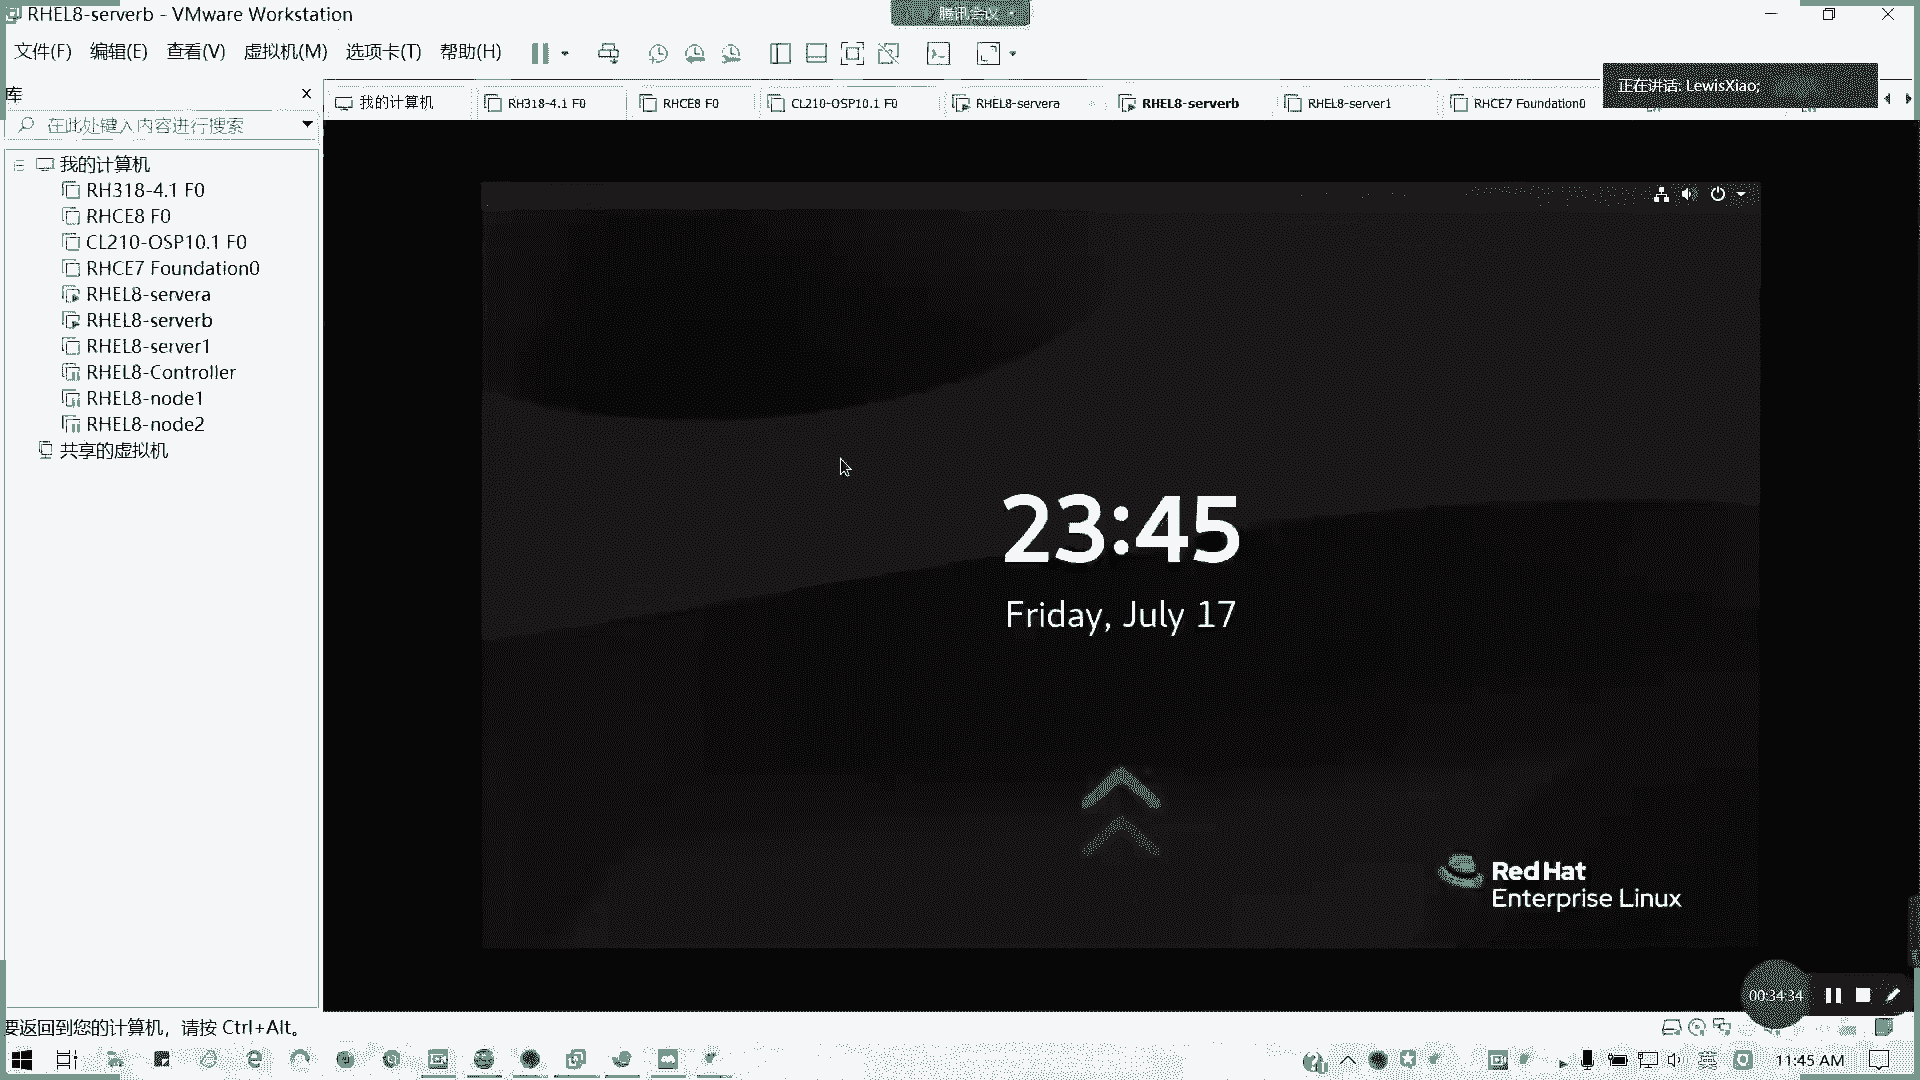 RHEL8-serverb - VMware Workstation
腾讯会议
文件(F) 编辑(E) 查看(V) 虚拟机(M) 选项卡(T) 帮助(H)
正在讲话: LewisXiao;
库
我的计算机
RH318-4.1 F0
RHCE8 F0
CL210-OSP10.1 F0
RHEL8-servera
RHEL8-serverb
RHEL8-server1
RHCE7 Foundation0
在此处键入内容进行搜索
我的计算机
RH318-4.1 F0
RHCE8 F0
CL210-OSP10.1 F0
RHCE7 Foundation0
RHEL8-servera
RHEL8-serverb
RHEL8-server1
RHEL8-Controller
RHEL8-node1
RHEL8-node2
共享的虚拟机
23:45
Friday, July 17
Red Hat
Enterprise Linux
00:34:34
要返回到您的计算机，请按 Ctrl+Alt。
英
11:45 AM